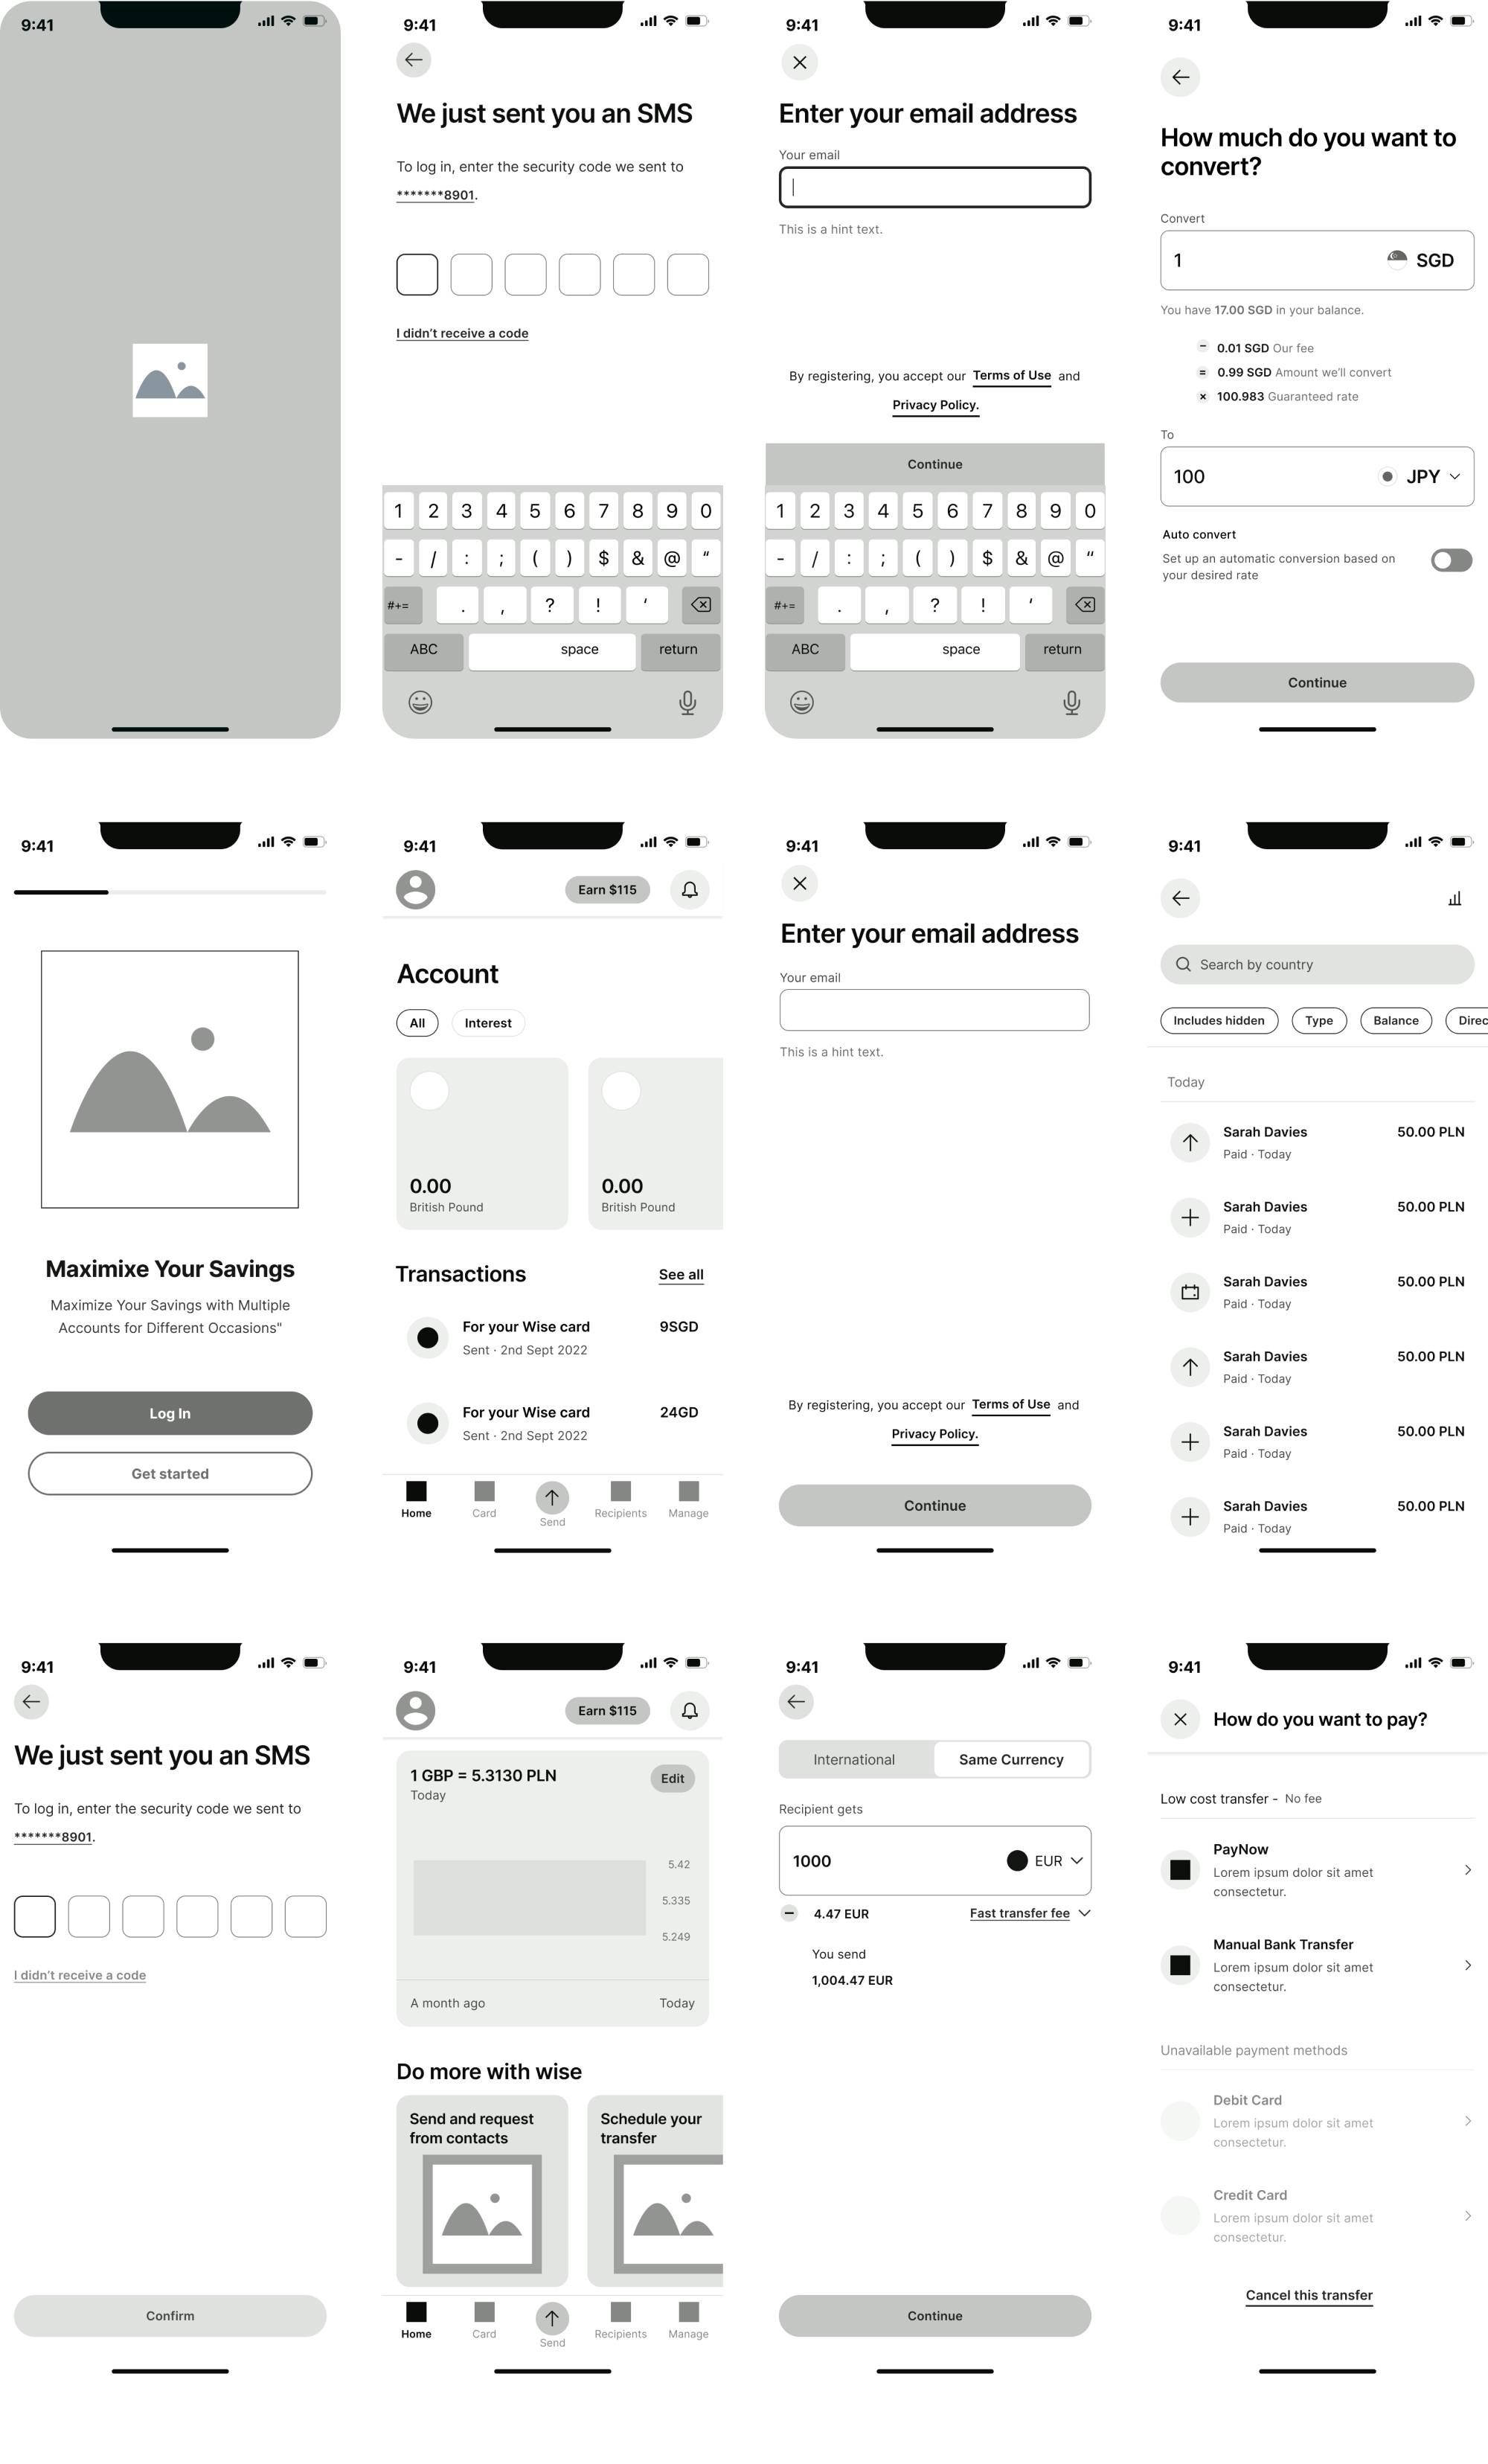 9:41
9:41
We just sent you an SMS
To log in, enter the security code we sent to
*******8901.
I didn't receive a code
1 2 3 4 5 6 7 8 9 0
- / : ; ( ) $ & @ “
#+= . , ? ! ‘
ABC space return
9:41
Enter your email address
Your email
This is a hint text.
By registering, you accept our Terms of Use and
Privacy Policy.
Continue
1 2 3 4 5 6 7 8 9 0
- / : ; ( ) $ & @ “
#+= . , ? ! ‘
ABC space return
9:41
How much do you want to
convert?
Convert
1 SGD
You have 17.00 SGD in your balance.
− 0.01 SGD Our fee
= 0.99 SGD Amount we'll convert
× 100.983 Guaranteed rate
To
100 JPY
Auto convert
Set up an automatic conversion based on
your desired rate
Continue
9:41
Maximixe Your Savings
Maximize Your Savings with Multiple
Accounts for Different Occasions"
Log In
Get started
9:41
Earn $115
Account
All Interest
0.00 0.00
British Pound British Pound
Transactions See all
For your Wise card 9SGD
Sent · 2nd Sept 2022
For your Wise card 24GD
Sent · 2nd Sept 2022
Home Card Send Recipients Manage
9:41
Enter your email address
Your email
This is a hint text.
By registering, you accept our Terms of Use and
Privacy Policy.
Continue
9:41
Search by country
Includes hidden Type Balance Direc
Today
Sarah Davies 50.00 PLN
Paid · Today
Sarah Davies 50.00 PLN
Paid · Today
Sarah Davies 50.00 PLN
Paid · Today
Sarah Davies 50.00 PLN
Paid · Today
Sarah Davies 50.00 PLN
Paid · Today
Sarah Davies 50.00 PLN
Paid · Today
9:41
We just sent you an SMS
To log in, enter the security code we sent to
*******8901.
I didn't receive a code
Confirm
9:41
Earn $115
1 GBP = 5.3130 PLN Edit
Today
5.42
5.335
5.249
A month ago Today
Do more with wise
Send and request
from contacts
Schedule your
transfer
Home Card Send Recipients Manage
9:41
International Same Currency
Recipient gets
1000 EUR
4.47 EUR Fast transfer fee
You send
1,004.47 EUR
Continue
9:41
How do you want to pay?
Low cost transfer - No fee
PayNow
Lorem ipsum dolor sit amet
consectetur.
Manual Bank Transfer
Lorem ipsum dolor sit amet
consectetur.
Unavailable payment methods
Debit Card
Lorem ipsum dolor sit amet
consectetur.
Credit Card
Lorem ipsum dolor sit amet
consectetur.
Cancel this transfer